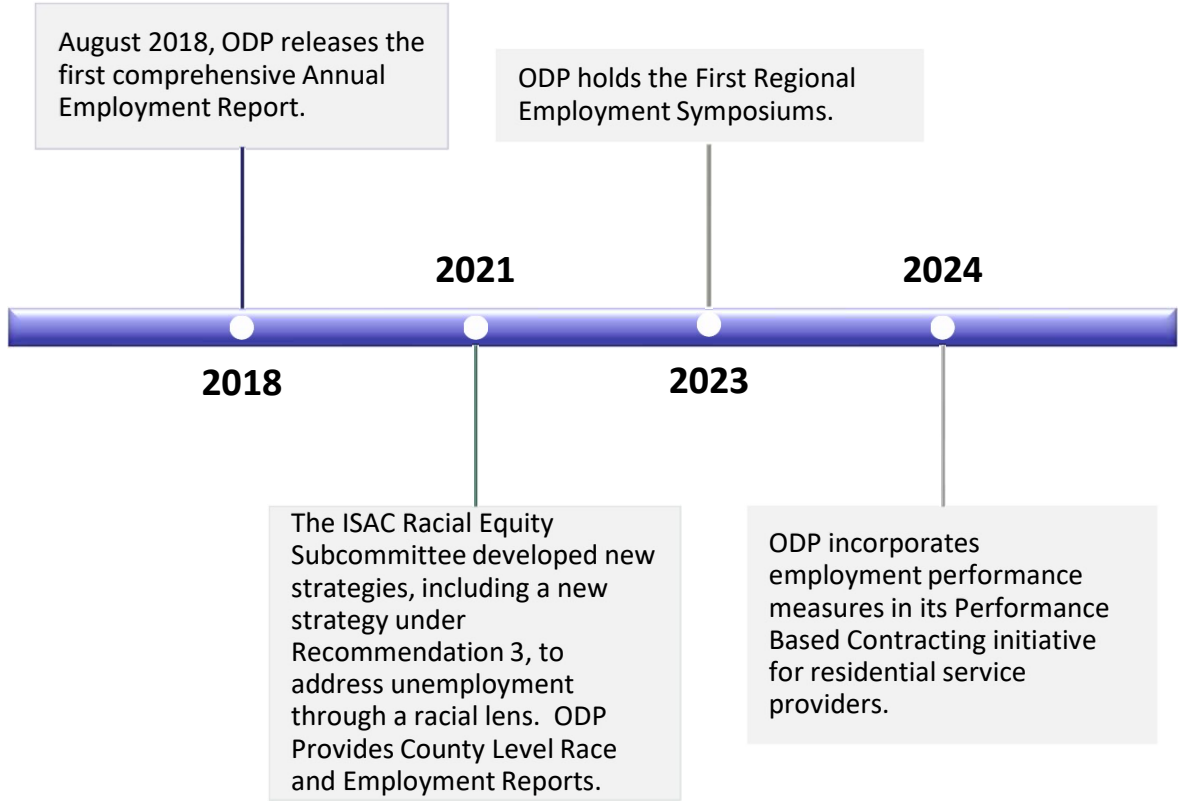 August 2018, ODP releases the
first comprehensive Annual
Employment Report.
ODP holds the First Regional
Employment Symposiums.
2021
2024
2018
2023
The ISAC Racial Equity
Subcommittee developed new
strategies, including a new
strategy under
Recommendation 3, to
address unemployment
through a racial lens.  ODP
Provides County Level Race
and Employment Reports.
ODP incorporates
employment performance
measures in its Performance
Based Contracting initiative
for residential service
providers.